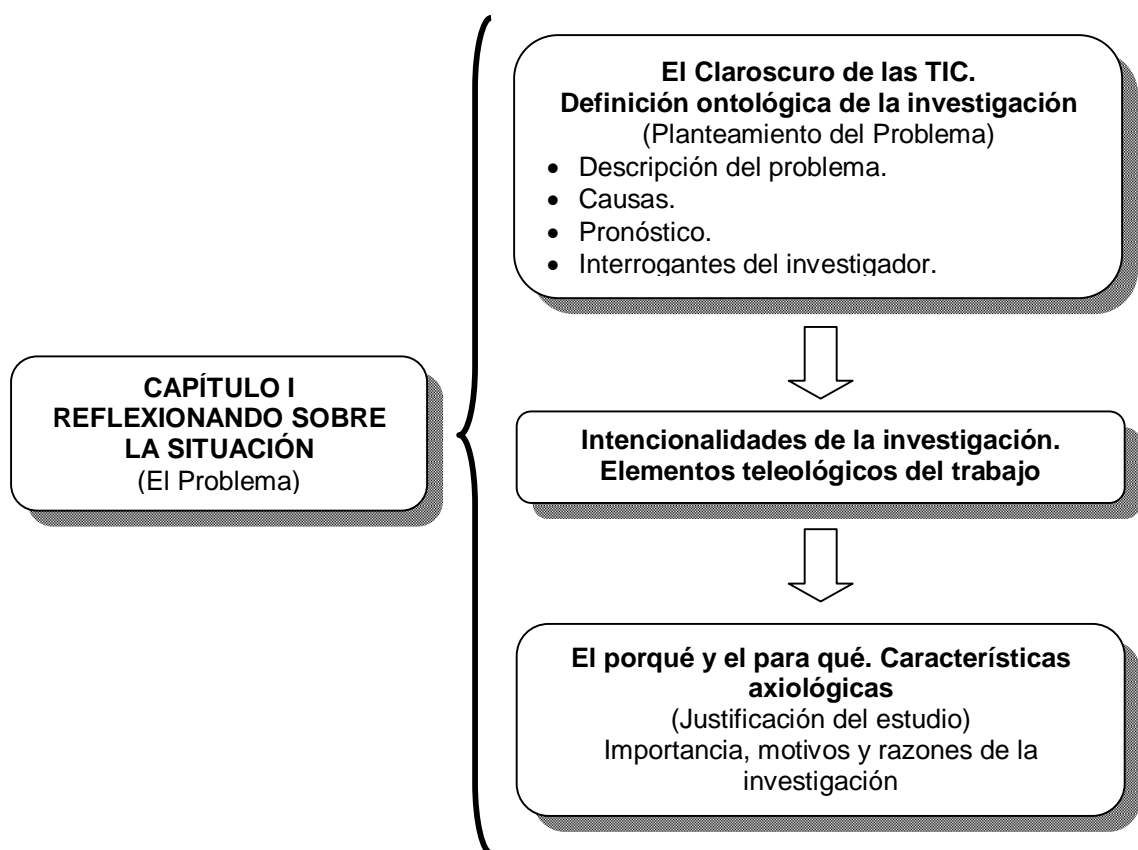 CAPÍTULO I
REFLEXIONANDO SOBRE
LA SITUACIÓN
(El Problema)
El Claroscuro de las TIC.
Definición ontológica de la investigación
(Planteamiento del Problema)
• Descripción del problema.
• Causas.
• Pronóstico.
• Interrogantes del investigador.
Intencionalidades de la investigación.
Elementos teleológicos del trabajo
El porqué y el para qué. Características
axiológicas
(Justificación del estudio)
Importancia, motivos y razones de la
investigación